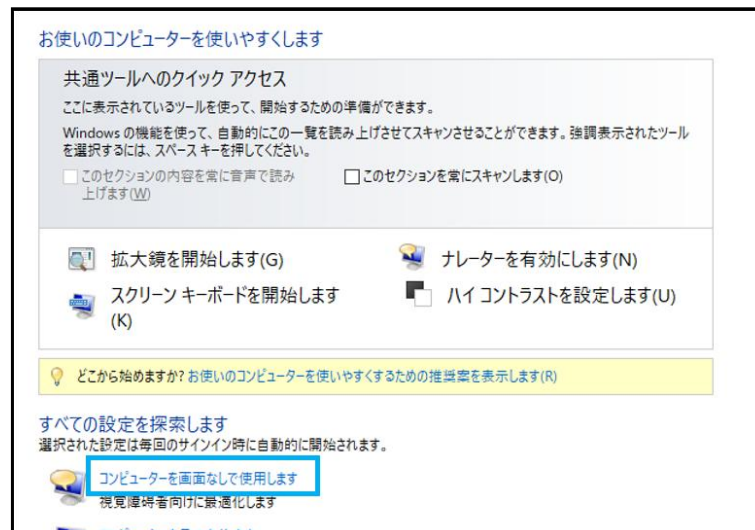 お使いのコンピューターを使いやすくします
共通ツールへのクイック アクセス
ここに表示されているツールを使って、開始するための準備ができます。
Windows の機能を使って、自動的にこの一覧を読み上げさせてスキャンさせることができます。強調表示されたツール
を選択するには、スペース キーを押してください。
このセクションの内容を常に音声で読み
上げます(W)
このセクションを常にスキャンします(O)
拡大鏡を開始します(G)
ナレーターを有効にします(N)
スクリーン キーボードを開始します
(K)
ハイ コントラストを設定します(U)
どこから始めますか? お使いのコンピューターを使いやすくするための推奨案を表示します(R)
すべての設定を探索します
選択された設定は毎回のサインイン時に自動的に開始されます。
コンピューターを画面なしで使用します
視覚障碍者向けに最適化します